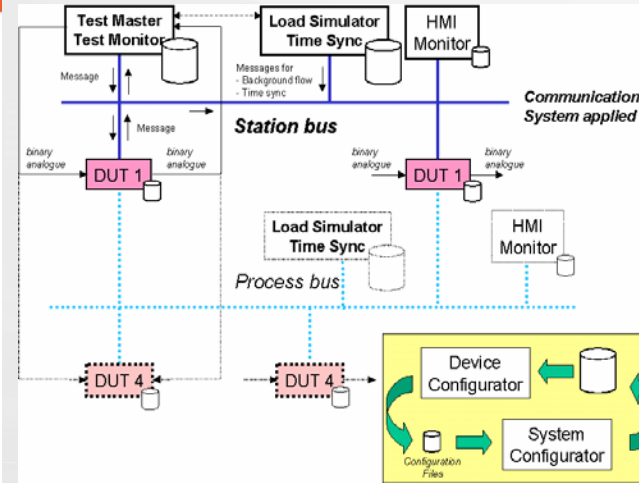 Test Master
Test Monitor
Load Simulator
Time Sync
HMI
Monitor
Message
Messages for
- Background flow
- Time sync
Communication
System applied
Message
Station bus
binary
analogue
DUT 1
binary
analogue
binary
analogue
DUT 1
binary
analogue
Load Simulator
Time Sync
HMI
Monitor
Process bus
DUT 4
DUT 4
Device
Configurator
System
Configurator
Configuration
Files